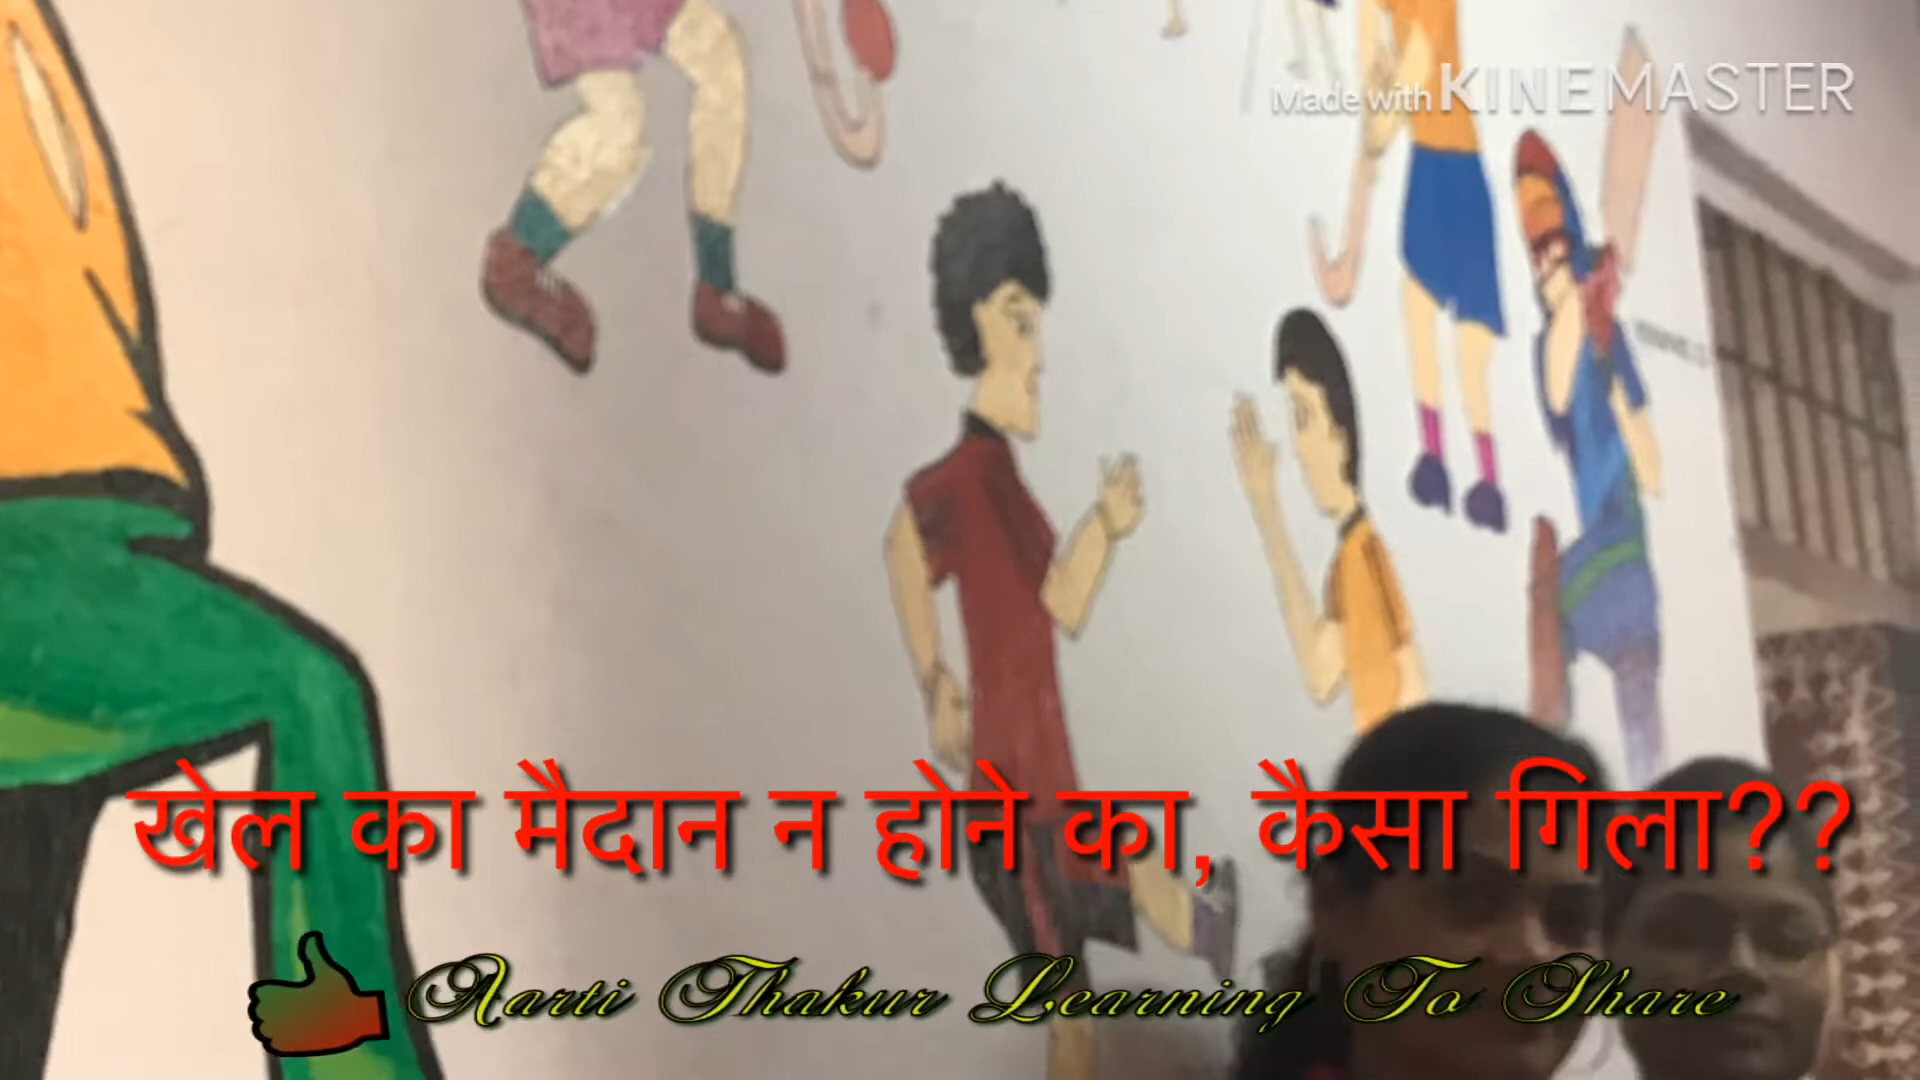 Made with KINEMASTER
खेल का मैदान न होने का, कैसा गिला??
Aarti Thakur Learning To Share